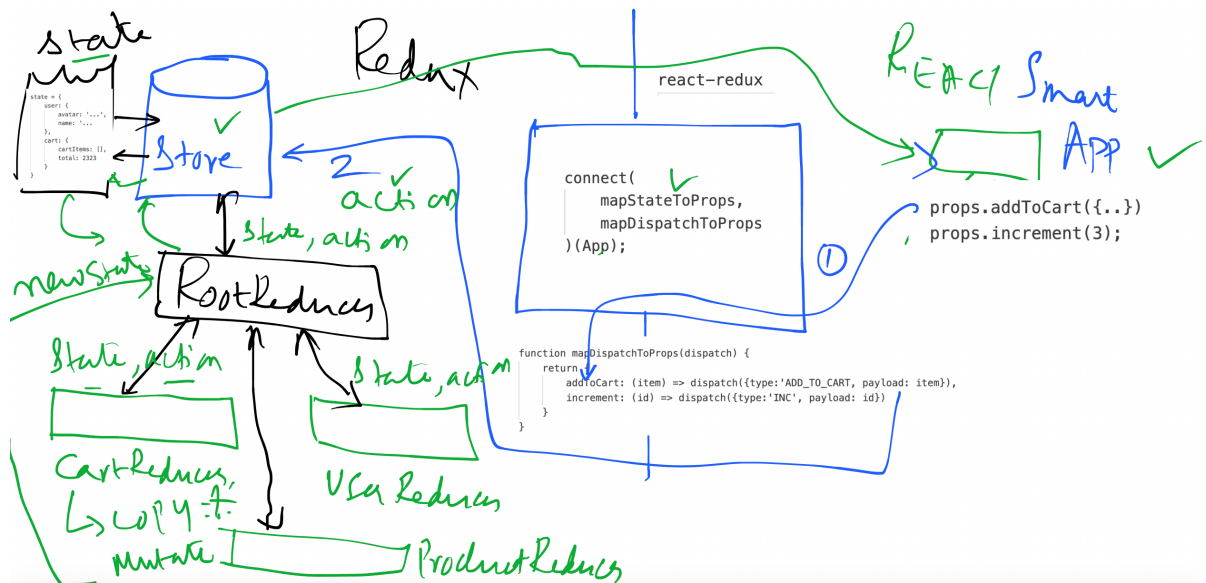 state
Redux
react-redux
REACT Smart
App
state = {
user: {
avatar: '...',
name: '...
},
cart: {
cartItems: [],
total: 2323
}
}
Store
2
action
connect(
mapStateToProps,
mapDispatchToProps
)(App);
props.addToCart({..})
props.increment(3);
1
State, action
newState
RootReducer
State, action
State, action
function mapDispatchToProps(dispatch) {
return {
addToCart: (item) => dispatch({type:'ADD_TO_CART, payload: item}),
increment: (id) => dispatch({type:'INC', payload: id})
}
}
CartReducer,
UserReducer
copy +
Mutate
ProductReducer